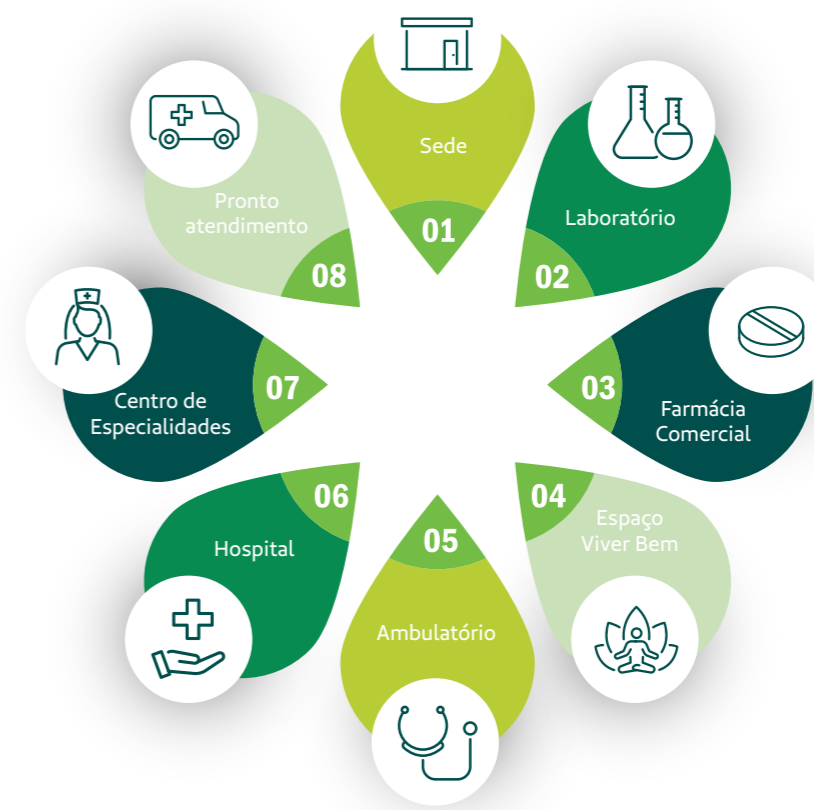 Sede
01
Laboratório
02
03
Farmácia
Comercial
04
Espaço
Viver Bem
05
Ambulatório
06
Hospital
07
Centro de
Especialidades
Pronto
atendimento
08